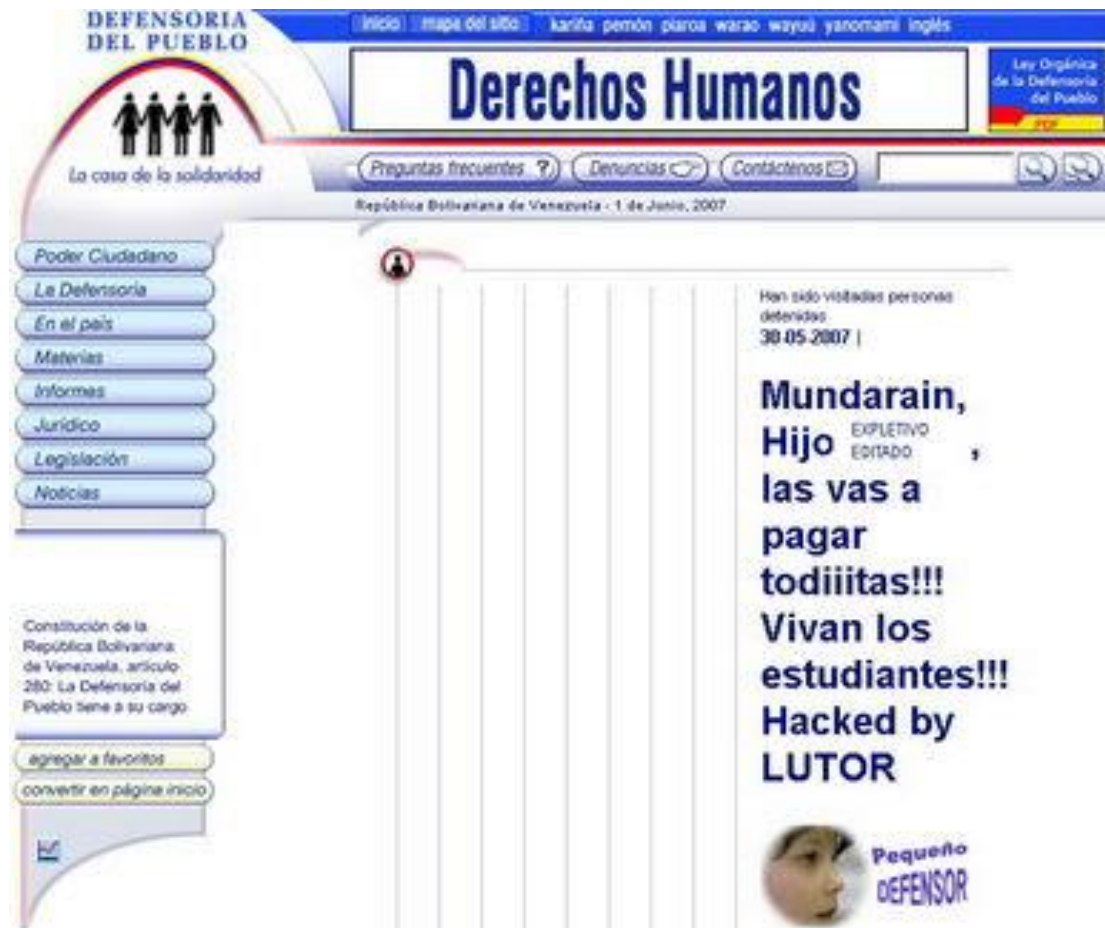 DEFENSORIA
DEL PUEBLO
La casa de la solidaridad
inicio mapa del sitio kariña pemón piaroa warao wayuú yanomami inglés
Derechos Humanos
Ley Orgánica
de la Defensoría
del Pueblo
PDF
Preguntas frecuentes ? Denuncias Contáctenos
República Bolivariana de Venezuela - 1 de Junio, 2007
Poder Ciudadano
La Defensoría
En el país
Materias
Informes
Jurídico
Legislación
Noticias
Constitución de la
República Bolivariana
de Venezuela, artículo
280: La Defensoría del
Pueblo tiene a su cargo
agregar a favoritos
convertir en página inicio
Han sido visitadas personas
detenidas
30-05-2007 |
Mundarain,
Hijo EXPLETIVO EDITADO ,
las vas a
pagar
todiiitas!!!
Vivan los
estudiantes!!!
Hacked by
LUTOR
Pequeño
DEFENSOR